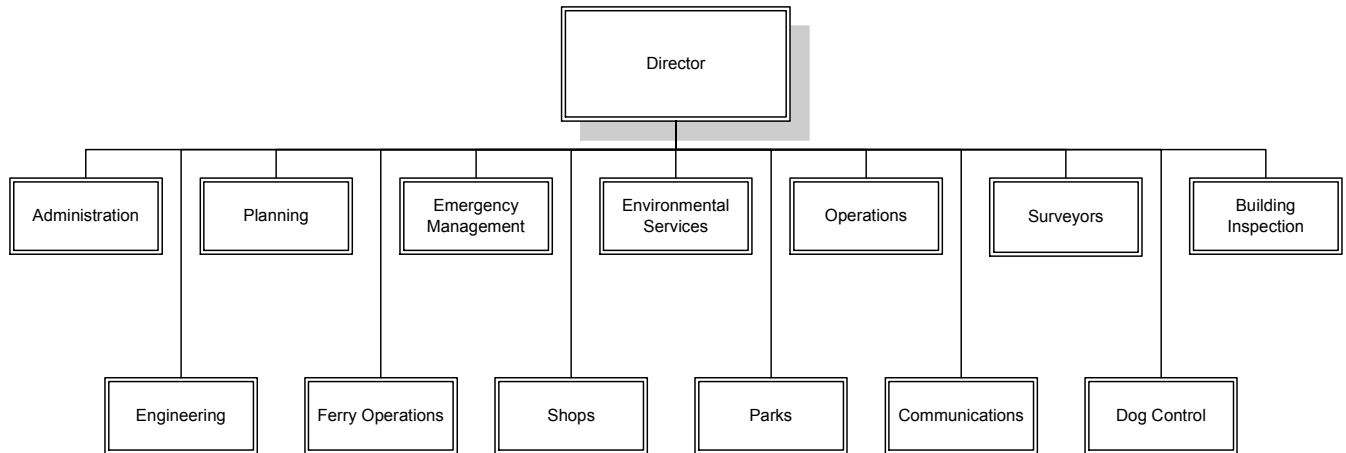 Director
Administration
Planning
Emergency
Management
Environmental
Services
Operations
Surveyors
Building
Inspection
Engineering
Ferry Operations
Shops
Parks
Communications
Dog Control